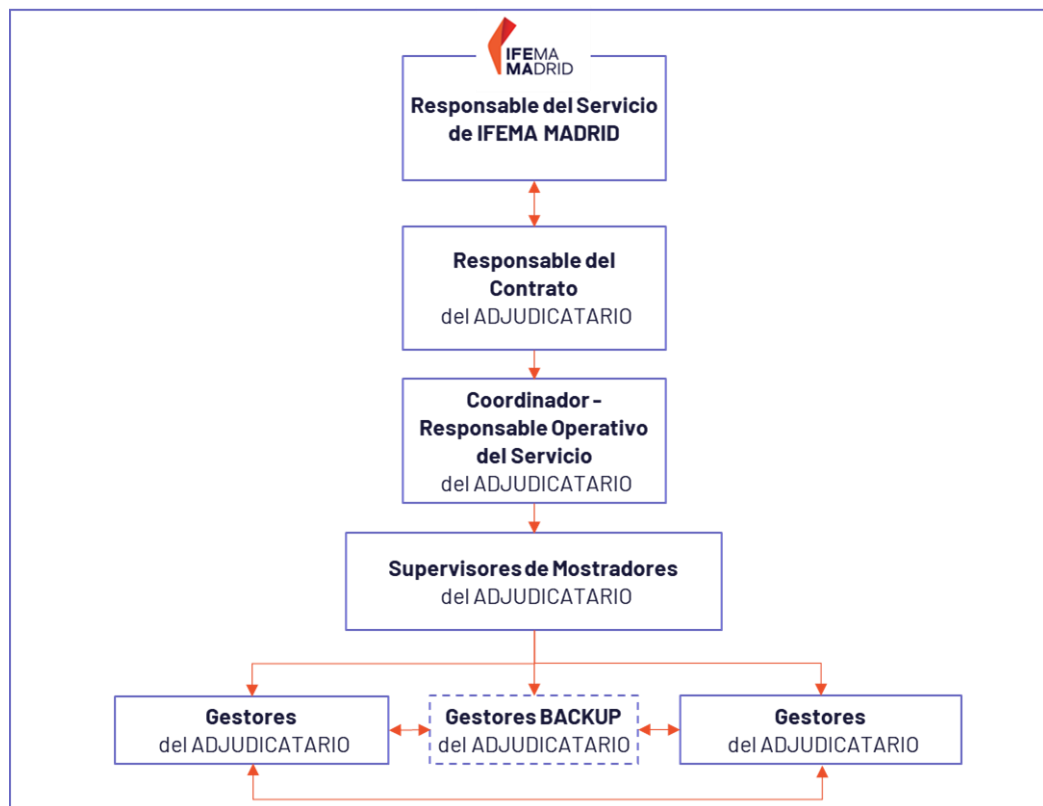 IFEMA
MADRID
Responsable del Servicio
de IFEMA MADRID
Responsable del
Contrato
del ADJUDICATARIO
Coordinador -
Responsable Operativo
del Servicio
del ADJUDICATARIO
Supervisores de Mostradores
del ADJUDICATARIO
Gestores
del ADJUDICATARIO
Gestores BACKUP
del ADJUDICATARIO
Gestores
del ADJUDICATARIO